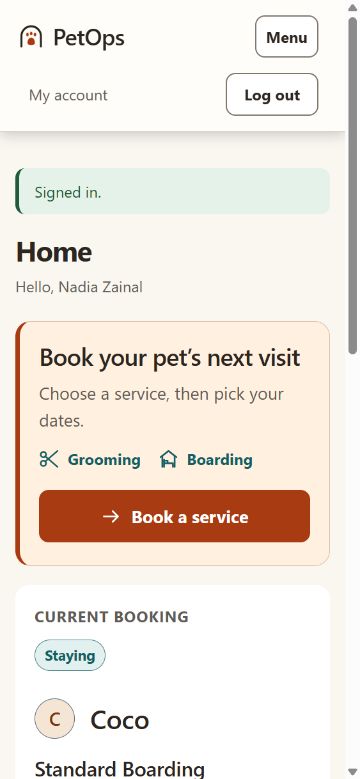 PetOps
Menu
My account
Log out
Signed in.
Home
Hello, Nadia Zainal
Book your pet's next visit
Choose a service, then pick your
dates.
Grooming
Boarding
→ Book a service
CURRENT BOOKING
Staying
C
Coco
Standard Boarding